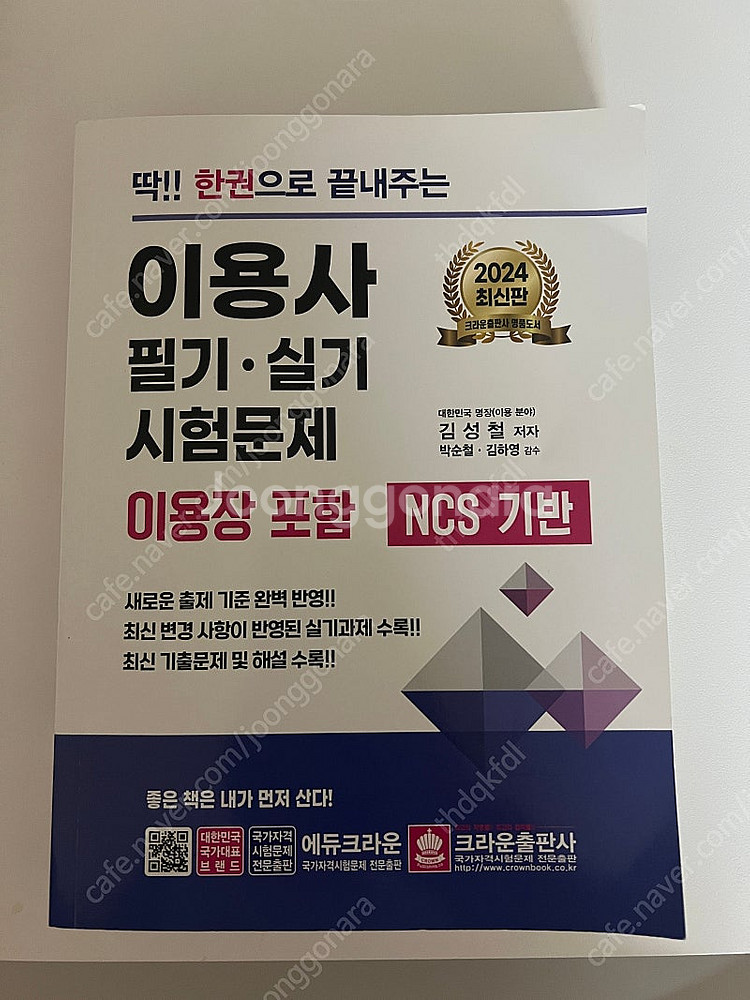 딱!! 한권으로 끝내주는
이용사
필기·실기
시험문제
이용장 포함
NCS 기반
2024
최신판
크라운출판사 명품도서
대한민국 명장(이용 분야)
김성철 저자
박순철·김하영 감수
새로운 출제 기준 완벽 반영!!
최신 변경 사항이 반영된 실기과제 수록!!
최신 기출문제 및 해설 수록!!
좋은 책은 내가 먼저 산다!
대한민국
국가대표
브랜드
국가자격
시험문제
전문출판
에듀크라운
국가자격시험문제 전문출판
CROWN
크라운출판사
국가자격시험문제 전문출판
http://www.crownbook.co.kr
joonggonara
cafe.naver.com/joonggonara
thdqkfdl